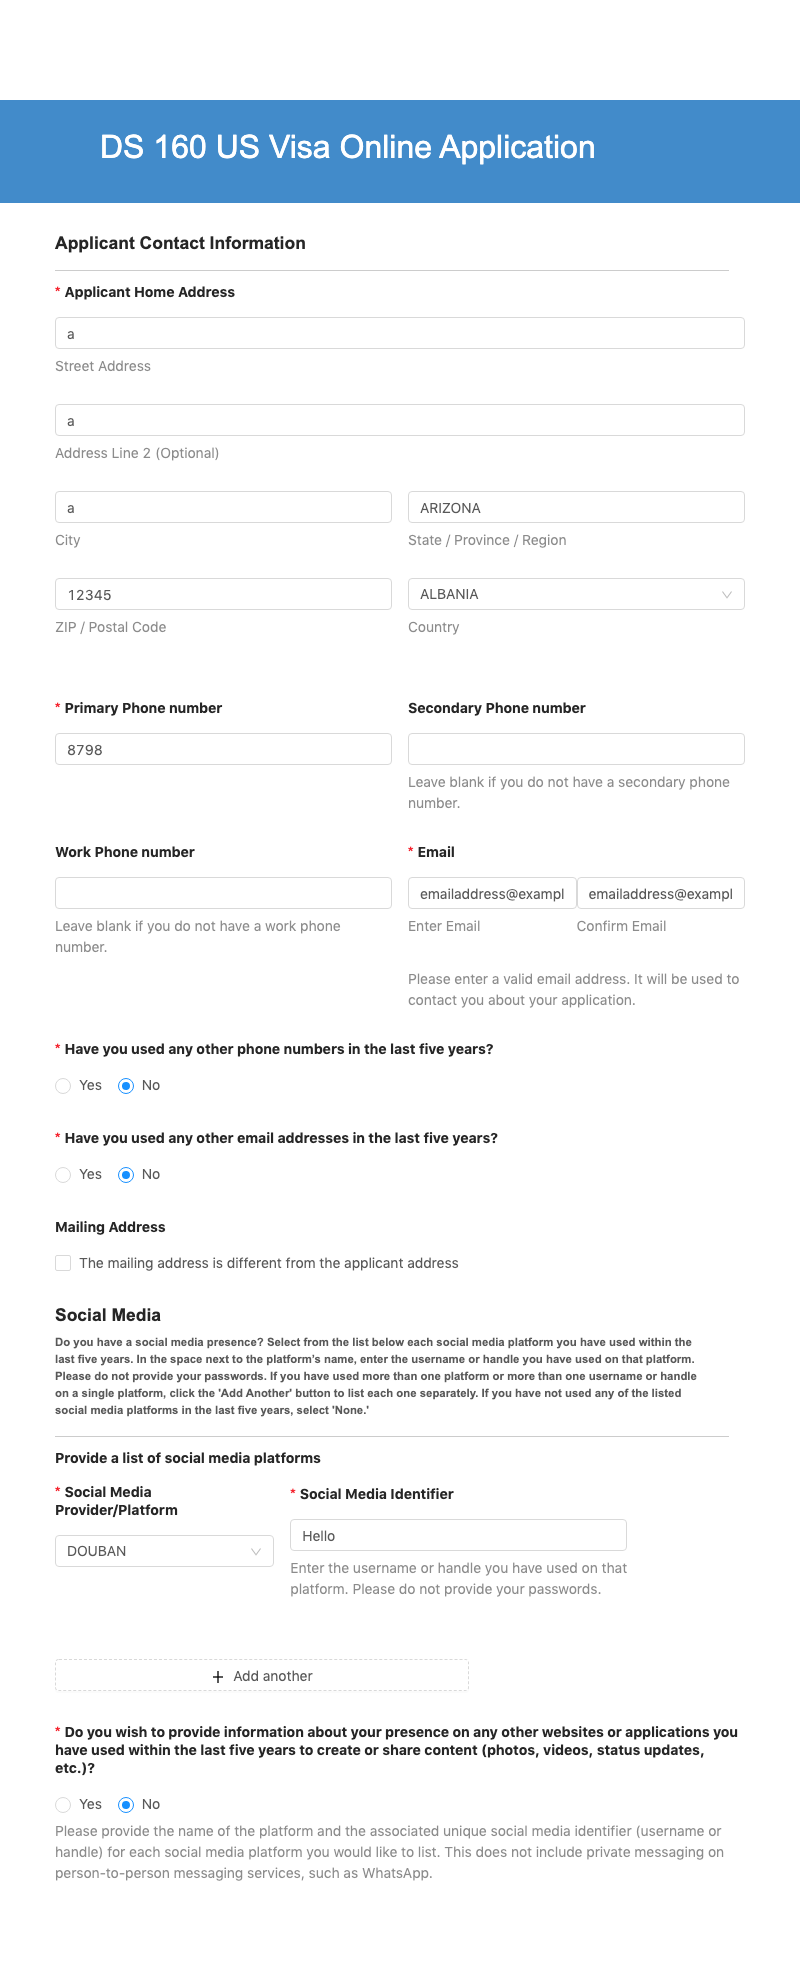 DS 160 US Visa Online Application
Applicant Contact Information
* Applicant Home Address
a
Street Address
a
Address Line 2 (Optional)
a
ARIZONA
City
State / Province / Region
12345
ALBANIA
ZIP / Postal Code
Country
* Primary Phone number
Secondary Phone number
8798
Leave blank if you do not have a secondary phone
number.
Work Phone number
* Email
emailaddress@exampl
emailaddress@exampl
Leave blank if you do not have a work phone
number.
Enter Email
Confirm Email
Please enter a valid email address. It will be used to
contact you about your application.
* Have you used any other phone numbers in the last five years?
Yes
No
* Have you used any other email addresses in the last five years?
Yes
No
Mailing Address
The mailing address is different from the applicant address
Social Media
Do you have a social media presence? Select from the list below each social media platform you have used within the
last five years. In the space next to the platform's name, enter the username or handle you have used on that platform.
Please do not provide your passwords. If you have used more than one platform or more than one username or handle
on a single platform, click the 'Add Another' button to list each one separately. If you have not used any of the listed
social media platforms in the last five years, select 'None.'
Provide a list of social media platforms
* Social Media
Provider/Platform
* Social Media Identifier
DOUBAN
Hello
Enter the username or handle you have used on that
platform. Please do not provide your passwords.
+ Add another
* Do you wish to provide information about your presence on any other websites or applications you
have used within the last five years to create or share content (photos, videos, status updates,
etc.)?
Yes
No
Please provide the name of the platform and the associated unique social media identifier (username or
handle) for each social media platform you would like to list. This does not include private messaging on
person-to-person messaging services, such as WhatsApp.